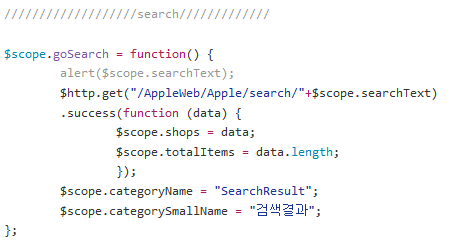 ///////////////////search/////////////
$scope.goSearch = function() {
alert($scope.searchText);
$http.get("/AppleWeb/Apple/search/"+$scope.searchText)
.success(function (data) {
$scope.shops = data;
$scope.totalItems = data.length;
});
$scope.categoryName = "SearchResult";
$scope.categorySmallName = "검색결과";
};